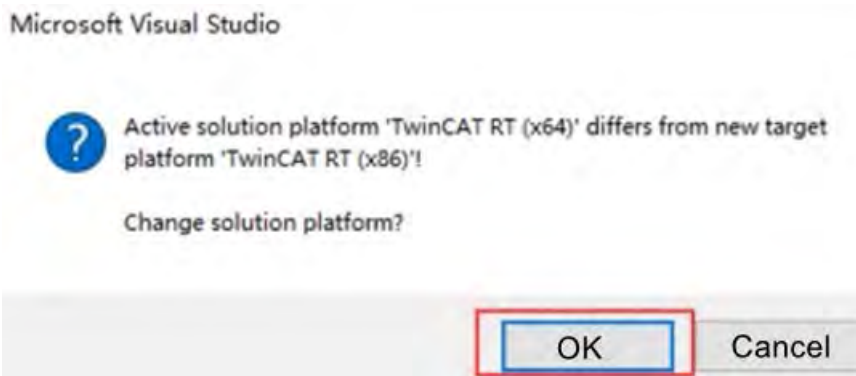 Microsoft Visual Studio
?
Active solution platform 'TwinCAT RT (x64)' differs from new target
platform 'TwinCAT RT (x86)'!
Change solution platform?
OK
Cancel